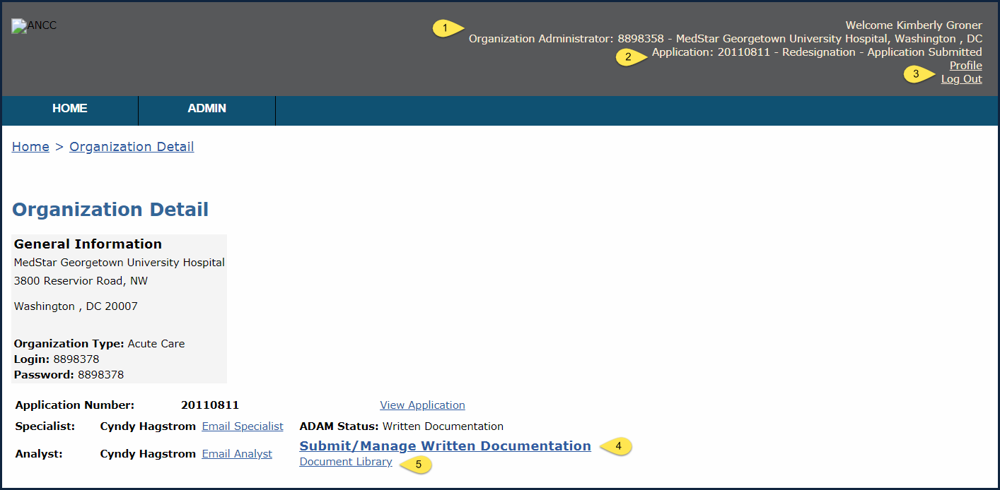 ANCC
1
Welcome Kimberly Groner
Organization Administrator: 8898358 - MedStar Georgetown University Hospital, Washington , DC
2
Application: 20110811 - Redesignation - Application Submitted
Profile
3
Log Out
HOME ADMIN
Home > Organization Detail
Organization Detail
General Information
MedStar Georgetown University Hospital
3800 Reservior Road, NW
Washington , DC 20007
Organization Type: Acute Care
Login: 8898378
Password: 8898378
Application Number: 20110811 View Application
Specialist: Cyndy Hagstrom Email Specialist ADAM Status: Written Documentation
Submit/Manage Written Documentation 4
Analyst: Cyndy Hagstrom Email Analyst
Document Library 5